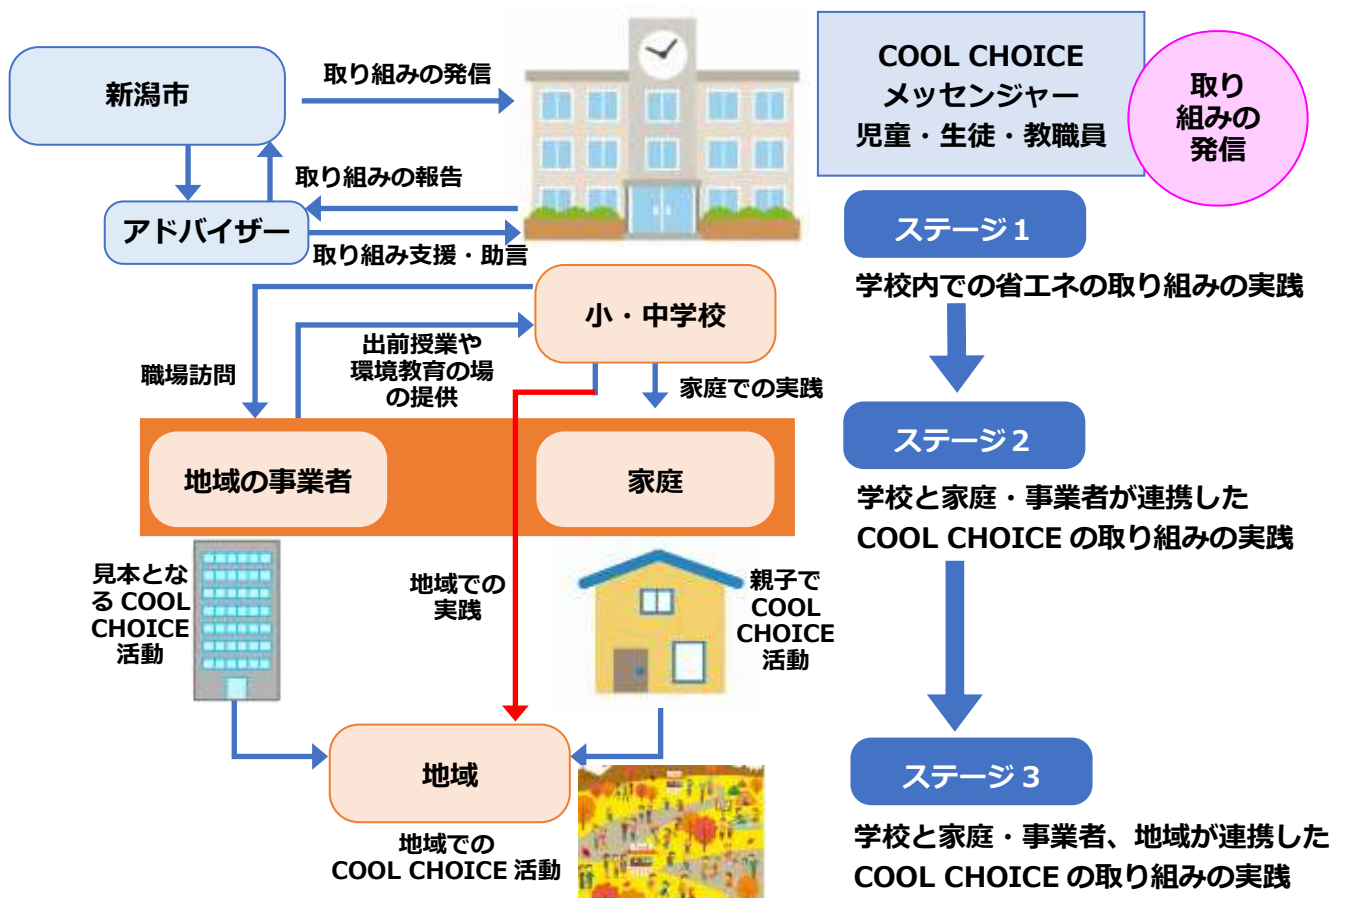 新潟市
取り組みの発信
取り組みの報告
アドバイザー
取り組み支援・助言
小・中学校
職場訪問
出前授業や
環境教育の場
の提供
家庭での実践
地域の事業者
家庭
見本とな
る COOL
CHOICE
活動
地域での
実践
親子で
COOL
CHOICE
活動
地域
地域での
COOL CHOICE 活動
COOL CHOICE
メッセンジャー
児童・生徒・教職員
取り
組みの
発信
ステージ1
学校内での省エネの取り組みの実践
ステージ2
学校と家庭・事業者が連携した
COOL CHOICE の取り組みの実践
ステージ3
学校と家庭・事業者、地域が連携した
COOL CHOICE の取り組みの実践